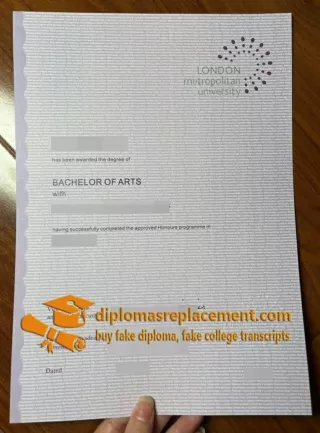 LONDON
metropolitan
university
has been awarded the degree of
BACHELOR OF ARTS
with
having successfully completed the approved Honours programme in
diplomasreplacement.com
buy fake diploma, fake college transcripts
Dated